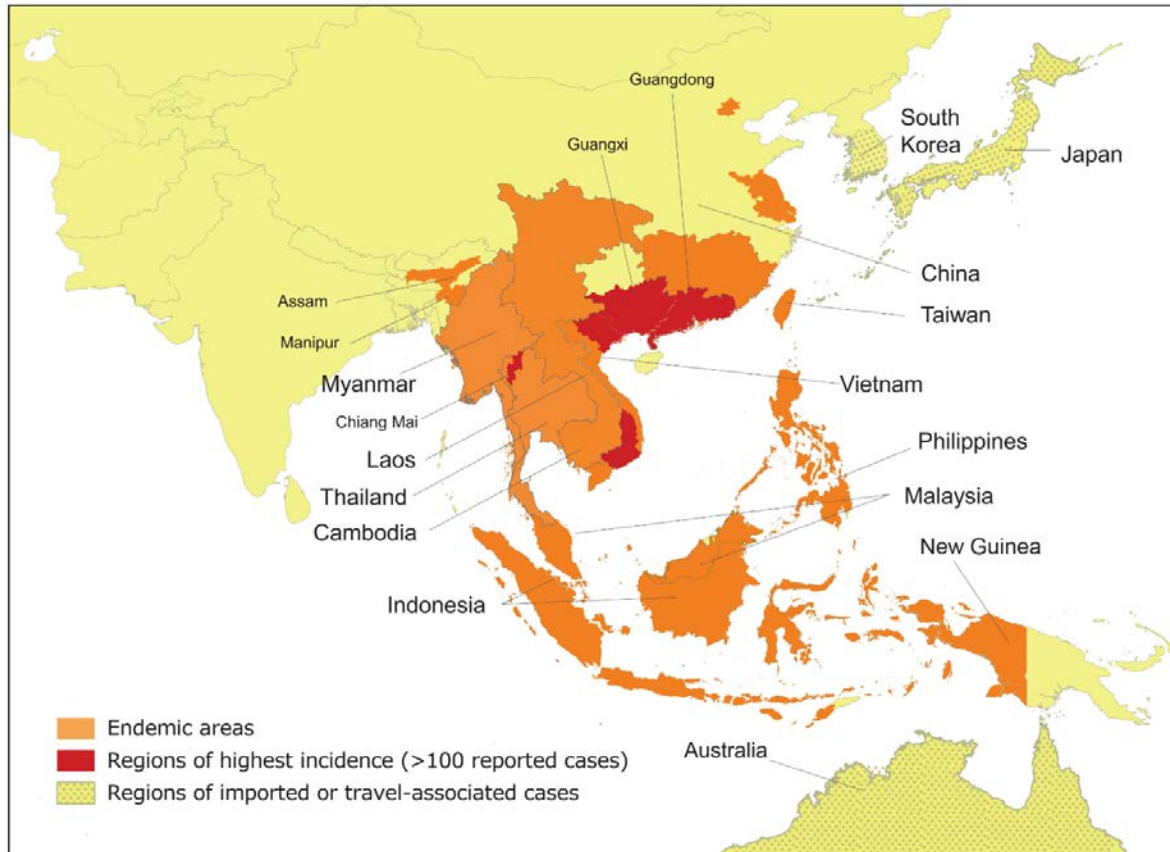 Guangdong
South
Korea
Japan
Guangxi
China
Assam
Taiwan
Manipur
Myanmar
Vietnam
Chiang Mai
Philippines
Laos
Thailand
Malaysia
Cambodia
New Guinea
Indonesia
Endemic areas
Regions of highest incidence (>100 reported cases)
Regions of imported or travel-associated cases
Australia